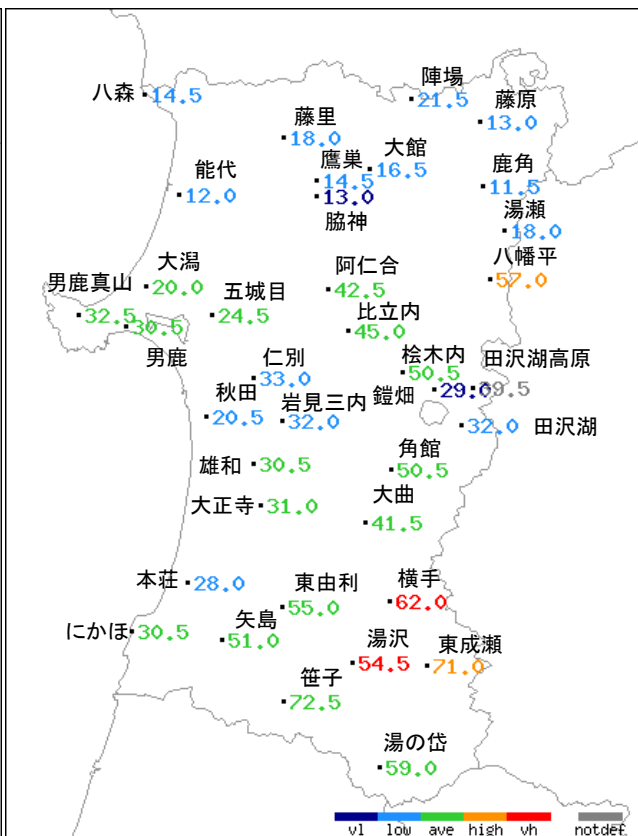 陣場
八森
14.5
21.5
藤原
藤里
13.0
18.0
大館
鷹巣
16.5
鹿角
能代
14.5
12.0
13.0
11.5
脇神
湯瀬
18.0
八幡平
大潟
阿仁合
57.0
男鹿真山
20.0
五城目
42.5
32.5
24.5
比立内
30.5
45.0
男鹿
仁別
桧木内
田沢湖高原
33.0
50.5
秋田
鎧畑
29.0
20.5
岩見三内
32.0
32.0
田沢湖
雄和
30.5
角館
50.5
大正寺
31.0
大曲
41.5
本荘
28.0
東由利
横手
55.0
62.0
にかほ
30.5
矢島
51.0
湯沢
東成瀬
54.5
71.0
笹子
72.5
湯の岱
59.0
vl low ave high vh notdef